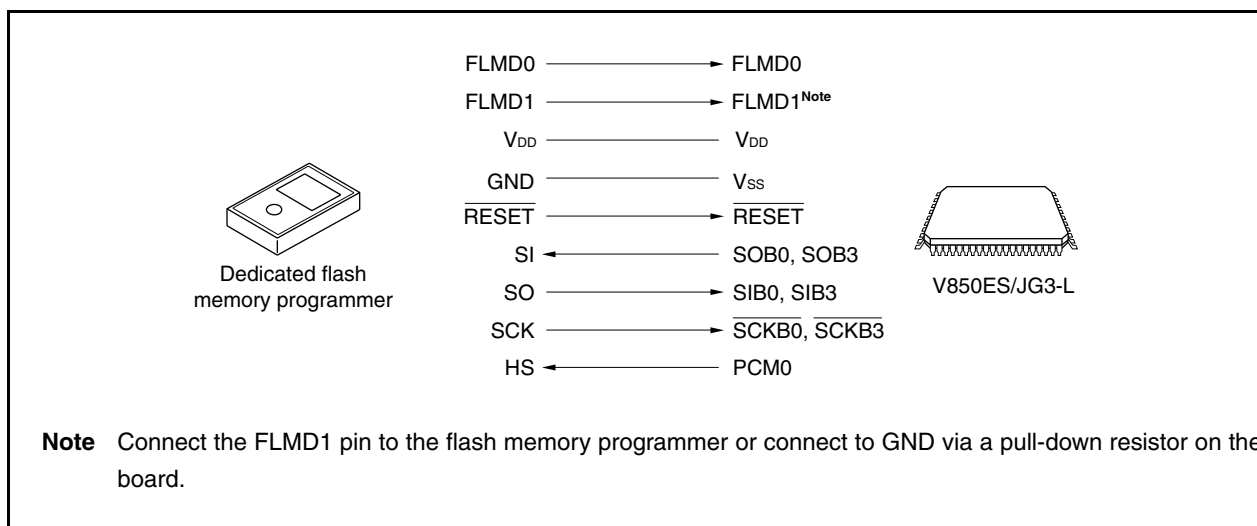 FLMD0 FLMD0
FLMD1 FLMD1Note
VDD VDD
GND VSS
RESET RESET
SI SOB0, SOB3
SO SIB0, SIB3
SCK SCKB0, SCKB3
HS PCM0
Dedicated flash
memory programmer
V850ES/JG3-L
Note Connect the FLMD1 pin to the flash memory programmer or connect to GND via a pull-down resistor on the
board.